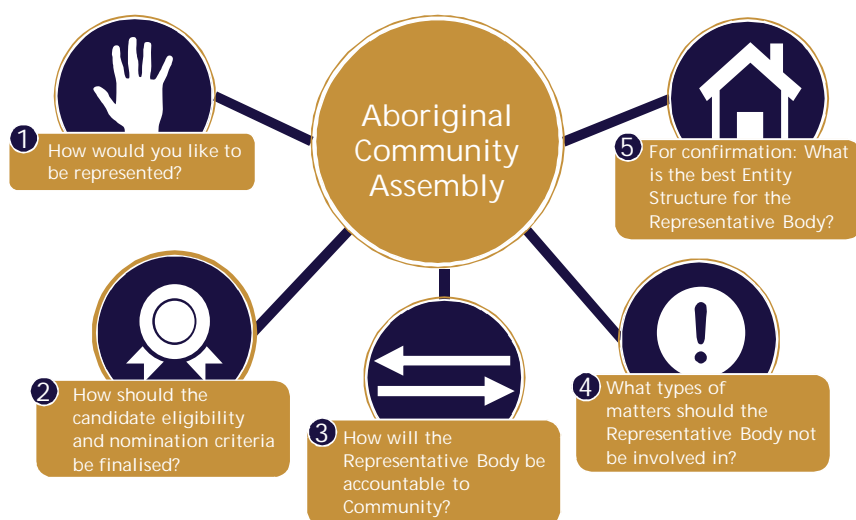 Aboriginal
Community
Assembly
1
How would you like to
be represented?
2
How should the
candidate eligibility
and nomination criteria
be finalised?
3
How will the
Representative Body be
accountable to
Community?
4
What types of
matters should the
Representative Body not
be involved in?
5
For confirmation: What
is the best Entity
Structure for the
Representative Body?